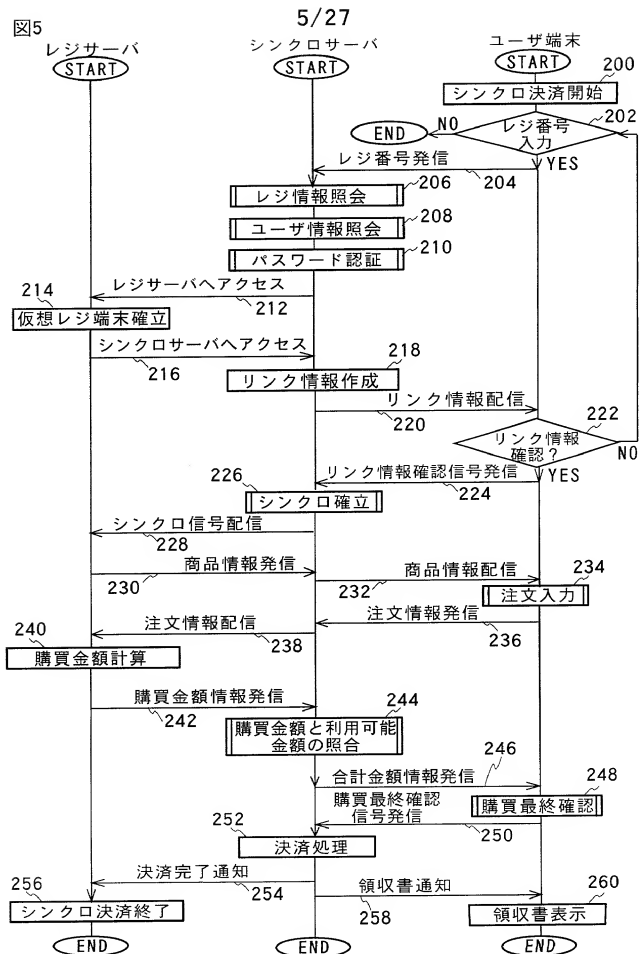 5/27
図5
レジサーバ
シンクロサーバ
ユーザ端末
START
START
START
200
シンクロ決済開始
202
レジ番号
入力
NO
END
YES
レジ番号発信
204
レジ情報照会
206
ユーザ情報照会
208
パスワード認証
210
レジサーバへアクセス
212
214
仮想レジ端末確立
シンクロサーバへアクセス
216
218
リンク情報作成
リンク情報配信
220
222
リンク情報
確認?
NO
YES
リンク情報確認信号発信
224
226
シンクロ確立
シンクロ信号配信
228
商品情報発信
230
商品情報配信
232
234
注文入力
注文情報発信
236
注文情報配信
238
240
購買金額計算
購買金額情報発信
242
244
購買金額と利用可能
金額の照合
246
合計金額情報発信
248
購買最終確認
購買最終確認
信号発信
250
252
決済処理
決済完了通知
254
256
シンクロ決済終了
領収書通知
258
260
領収書表示
END
END
END